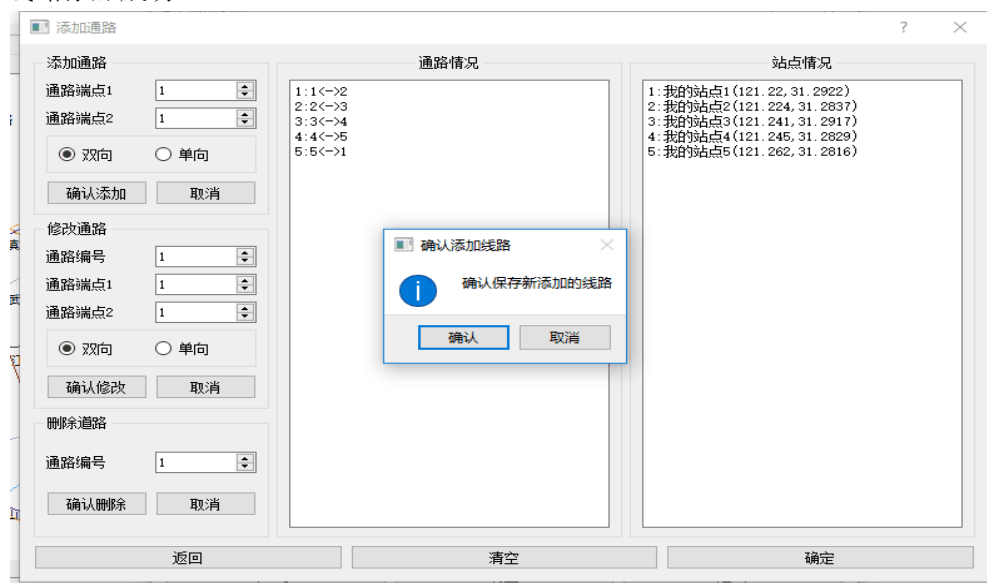 添加通路
?
添加通路
通路端点1 1
通路端点2 1
双向 单向
确认添加 取消
修改通路
通路编号 1
通路端点1 1
通路端点2 1
双向 单向
确认修改 取消
删除道路
通路编号 1
确认删除 取消
通路情况
1:1<->2
2:2<->3
3:3<->4
4:4<->5
5:5<->1
站点情况
1:我的站点1(121.22,31.2922)
2:我的站点2(121.224,31.2837)
3:我的站点3(121.241,31.2917)
4:我的站点4(121.245,31.2829)
5:我的站点5(121.262,31.2816)
确认添加线路
确认保存新添加的线路
确认 取消
返回 清空 确定